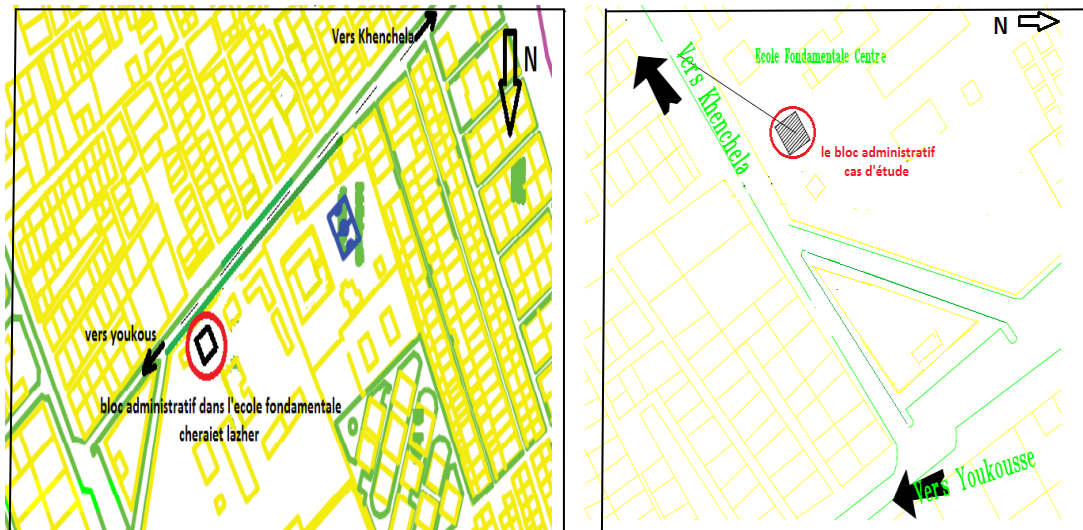 Vers Khenchela
N
vers youkous
bloc administratif dans l'ecole fondamentale
cheraiet lazher
N
Ecole Fondamentale Centre
Vers Khenchela
le bloc administratif
cas d'étude
Vers Youkousse